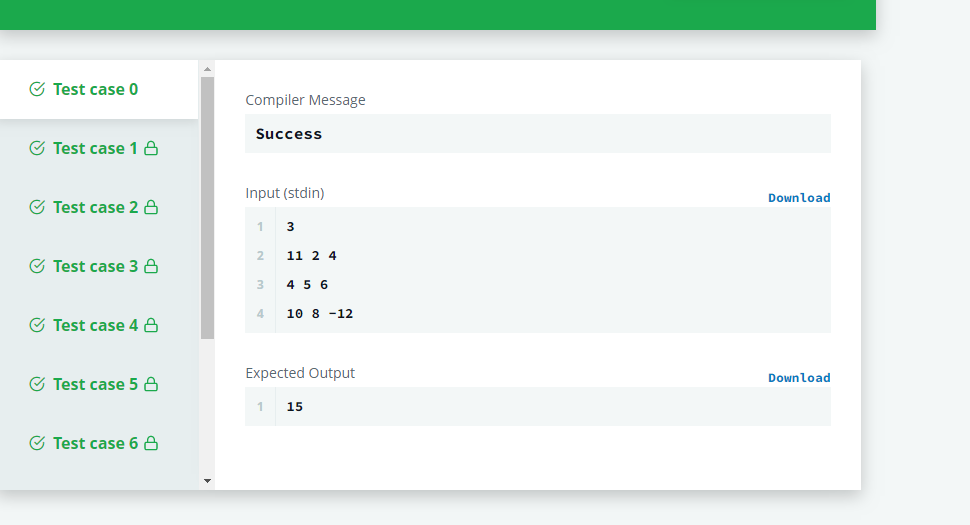 Test case 0
Test case 1
Test case 2
Test case 3
Test case 4
Test case 5
Test case 6
Compiler Message
Success
Input (stdin)
Download
1 3
2 11 2 4
3 4 5 6
4 10 8 -12
Expected Output
Download
1 15